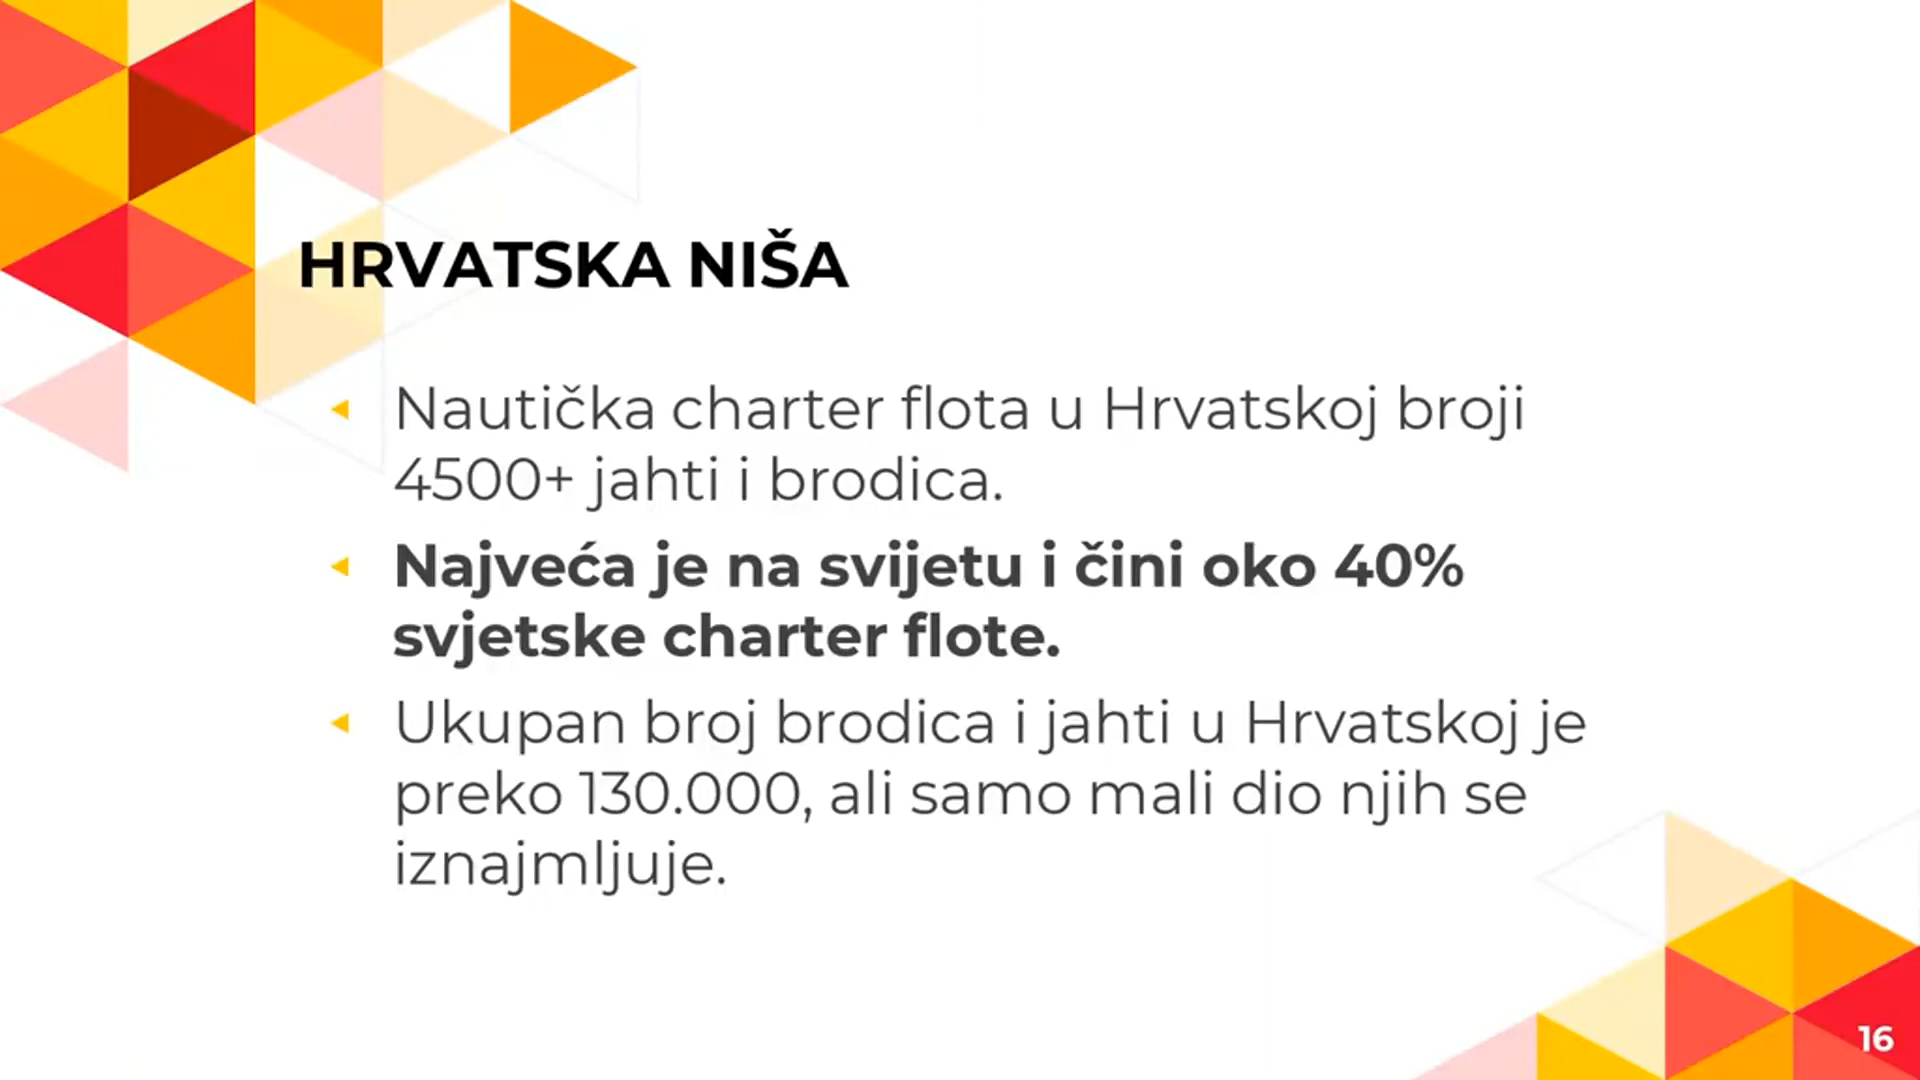 HRVATSKA NIŠA
Nautička charter flota u Hrvatskoj broji
4500+ jahti i brodica.
Najveća je na svijetu i čini oko 40%
svjetske charter flote.
Ukupan broj brodica i jahti u Hrvatskoj je
preko 130.000, ali samo mali dio njih se
iznajmljuje.
16